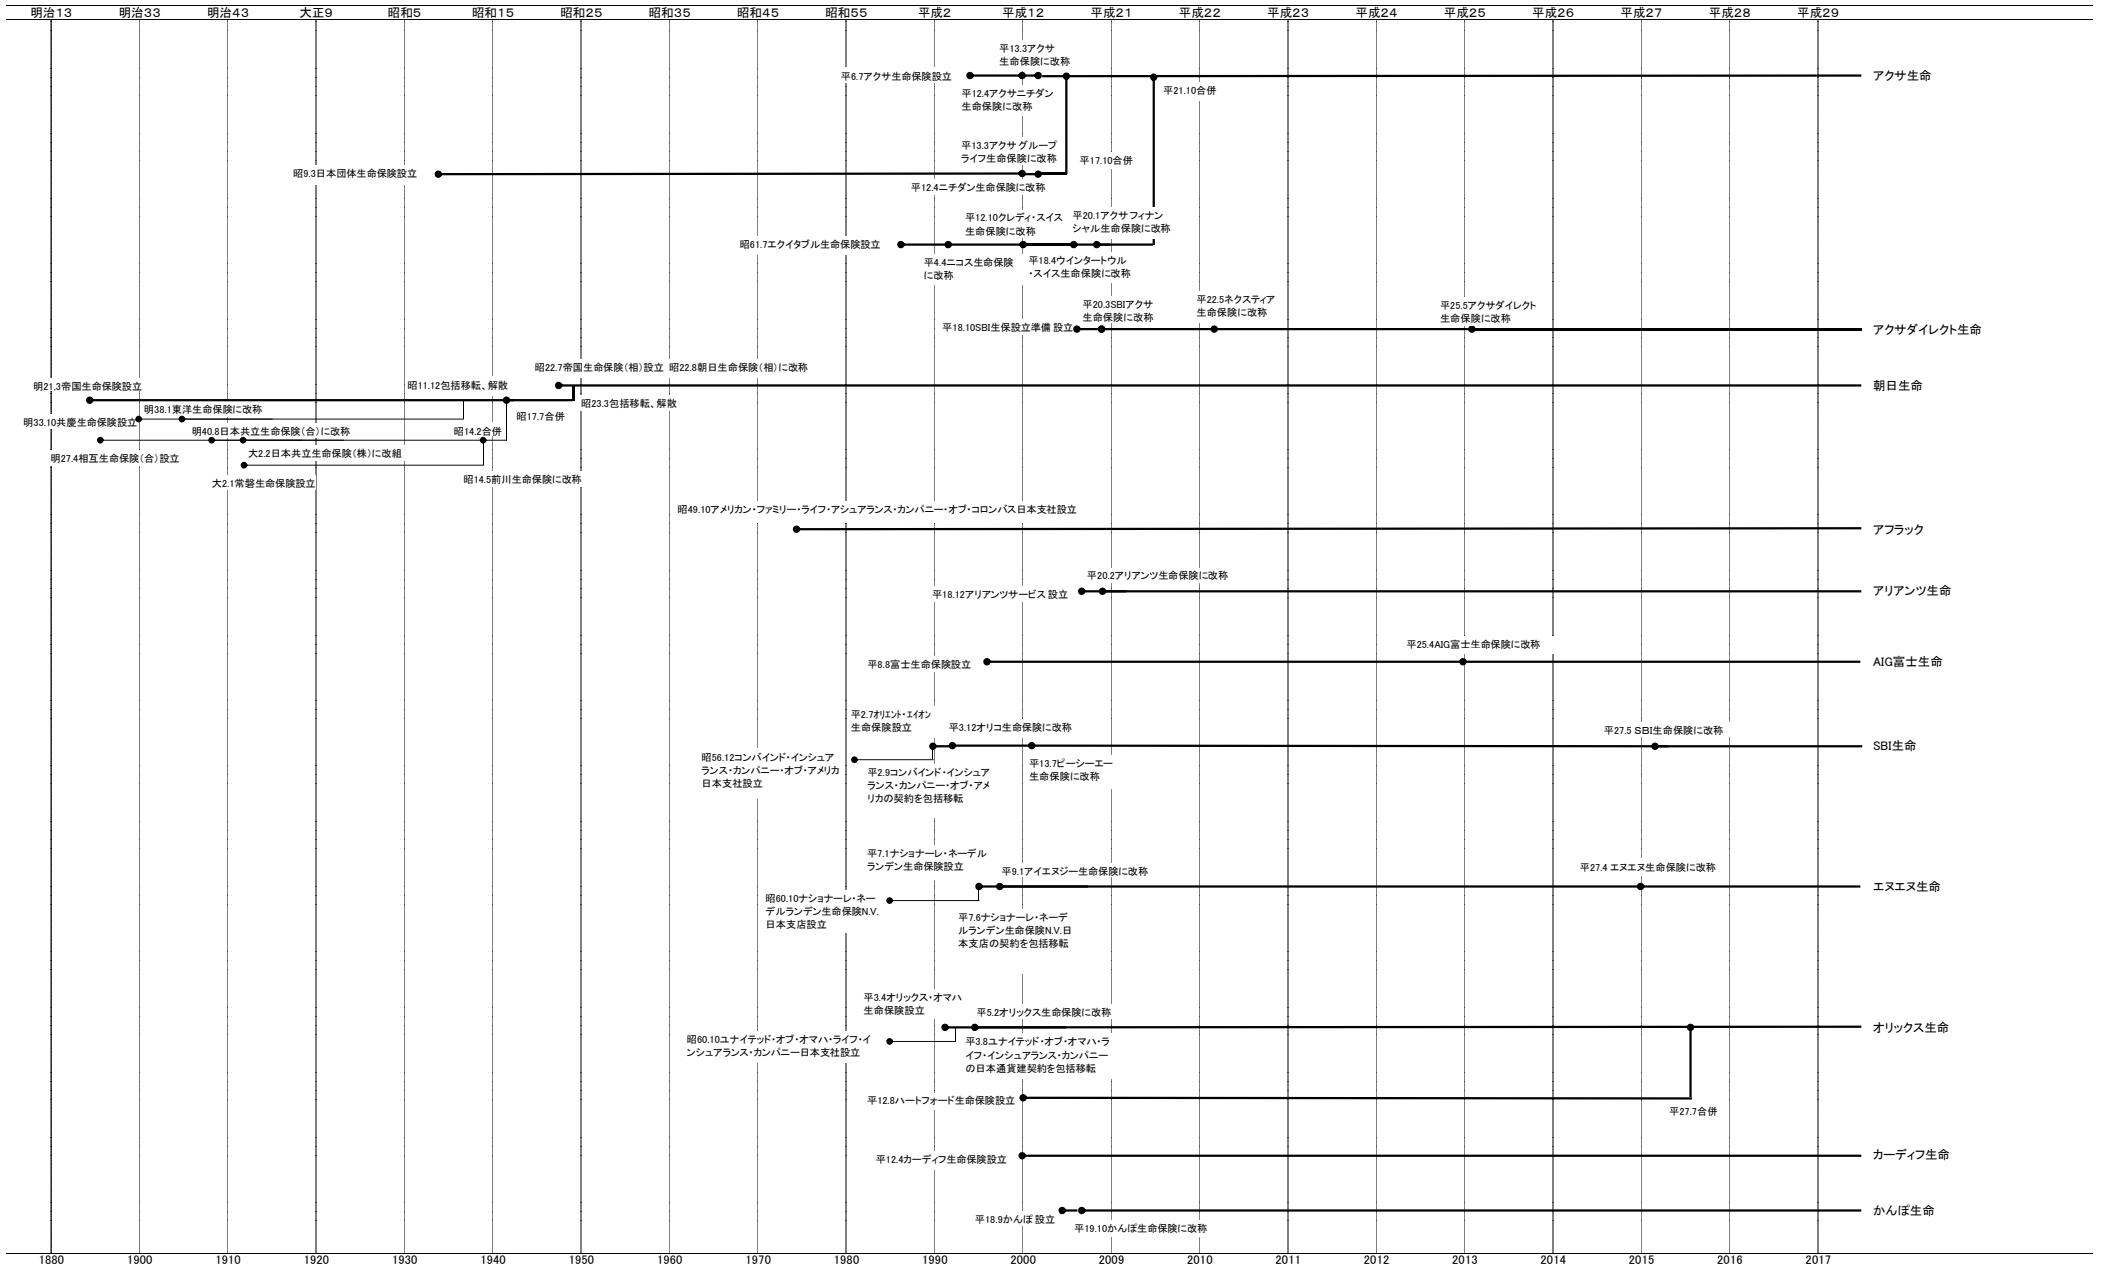 明治13 明治33 明治43 大正9 昭和5 昭和15 昭和25 昭和35 昭和45 昭和55 平成2 平成12 平成21 平成22 平成23 平成24 平成25 平成26 平成27 平成28 平成29
平13.3アクサ
生命保険に改称
平6.7アクサ生命保険設立
アクサ生命
平12.4アクサニチダン
生命保険に改称
平21.10合併
平13.3アクサ グループ
ライフ生命保険に改称
平17.10合併
昭9.3日本団体生命保険設立
平12.4ニチダン生命保険に改称
平12.10クレディ・スイス
生命保険に改称
平20.1アクサ フィナン
シャル生命保険に改称
昭61.7エクイタブル生命保険設立
平4.4ニコス生命保険
に改称
平18.4ウインタートウル
・スイス生命保険に改称
平20.3SBIアクサ
生命保険に改称
平22.5ネクスティア
生命保険に改称
平25.5アクサダイレクト
生命保険に改称
平18.10SBI生保設立準備 設立
アクサダイレクト生命
昭22.7帝国生命保険(相)設立 昭22.8朝日生命保険(相)に改称
明21.3帝国生命保険設立
昭11.12包括移転、解散
朝日生命
明38.1東洋生命保険に改称
昭23.3包括移転、解散
明33.10共慶生命保険設立
昭17.7合併
明40.8日本共立生命保険(合)に改称
昭14.2合併
明27.4相互生命保険(合)設立
大2.2日本共立生命保険(株)に改組
大2.1常磐生命保険設立
昭14.5前川生命保険に改称
昭49.10アメリカン・ファミリー・ライフ・アシュアランス・カンパニー・オブ・コロンバス日本支社設立
アフラック
平20.2アリアンツ生命保険に改称
平18.12アリアンツサービス 設立
アリアンツ生命
平25.4AIG富士生命保険に改称
平8.8富士生命保険設立
AIG富士生命
平2.7オリエント・エイオン
生命保険設立
平3.12オリコ生命保険に改称
平27.5 SBI生命保険に改称
SBI生命
昭56.12コンバインド・インシュア
ランス・カンパニー・オブ・アメリカ
日本支社設立
平2.9コンバインド・インシュア
ランス・カンパニー・オブ・アメ
リカの契約を包括移転
平13.7ピーシーエー
生命保険に改称
平7.1ナショナーレ・ネーデル
ランデン生命保険設立
平9.1アイエヌジー生命保険に改称
平27.4 エヌエヌ生命保険に改称
エヌエヌ生命
昭60.10ナショナーレ・ネー
デルランデン生命保険N.V.
日本支店設立
平7.6ナショナーレ・ネーデ
ルランデン生命保険N.V.日
本支店の契約を包括移転
平3.4オリックス・オマハ
生命保険設立
平5.2オリックス生命保険に改称
オリックス生命
昭60.10ユナイテッド・オブ・オマハ・ライフ・イ
ンシュアランス・カンパニー日本支社設立
平3.8ユナイテッド・オブ・オマハ・ラ
イフ・インシュアランス・カンパニー
の日本通貨建契約を包括移転
平12.8ハートフォード生命保険設立
平27.7合併
平12.4カーディフ生命保険設立
カーディフ生命
平18.9かんぽ 設立
平19.10かんぽ生命保険に改称
かんぽ生命
1880 1900 1910 1920 1930 1940 1950 1960 1970 1980 1990 2000 2009 2010 2011 2012 2013 2014 2015 2016 2017